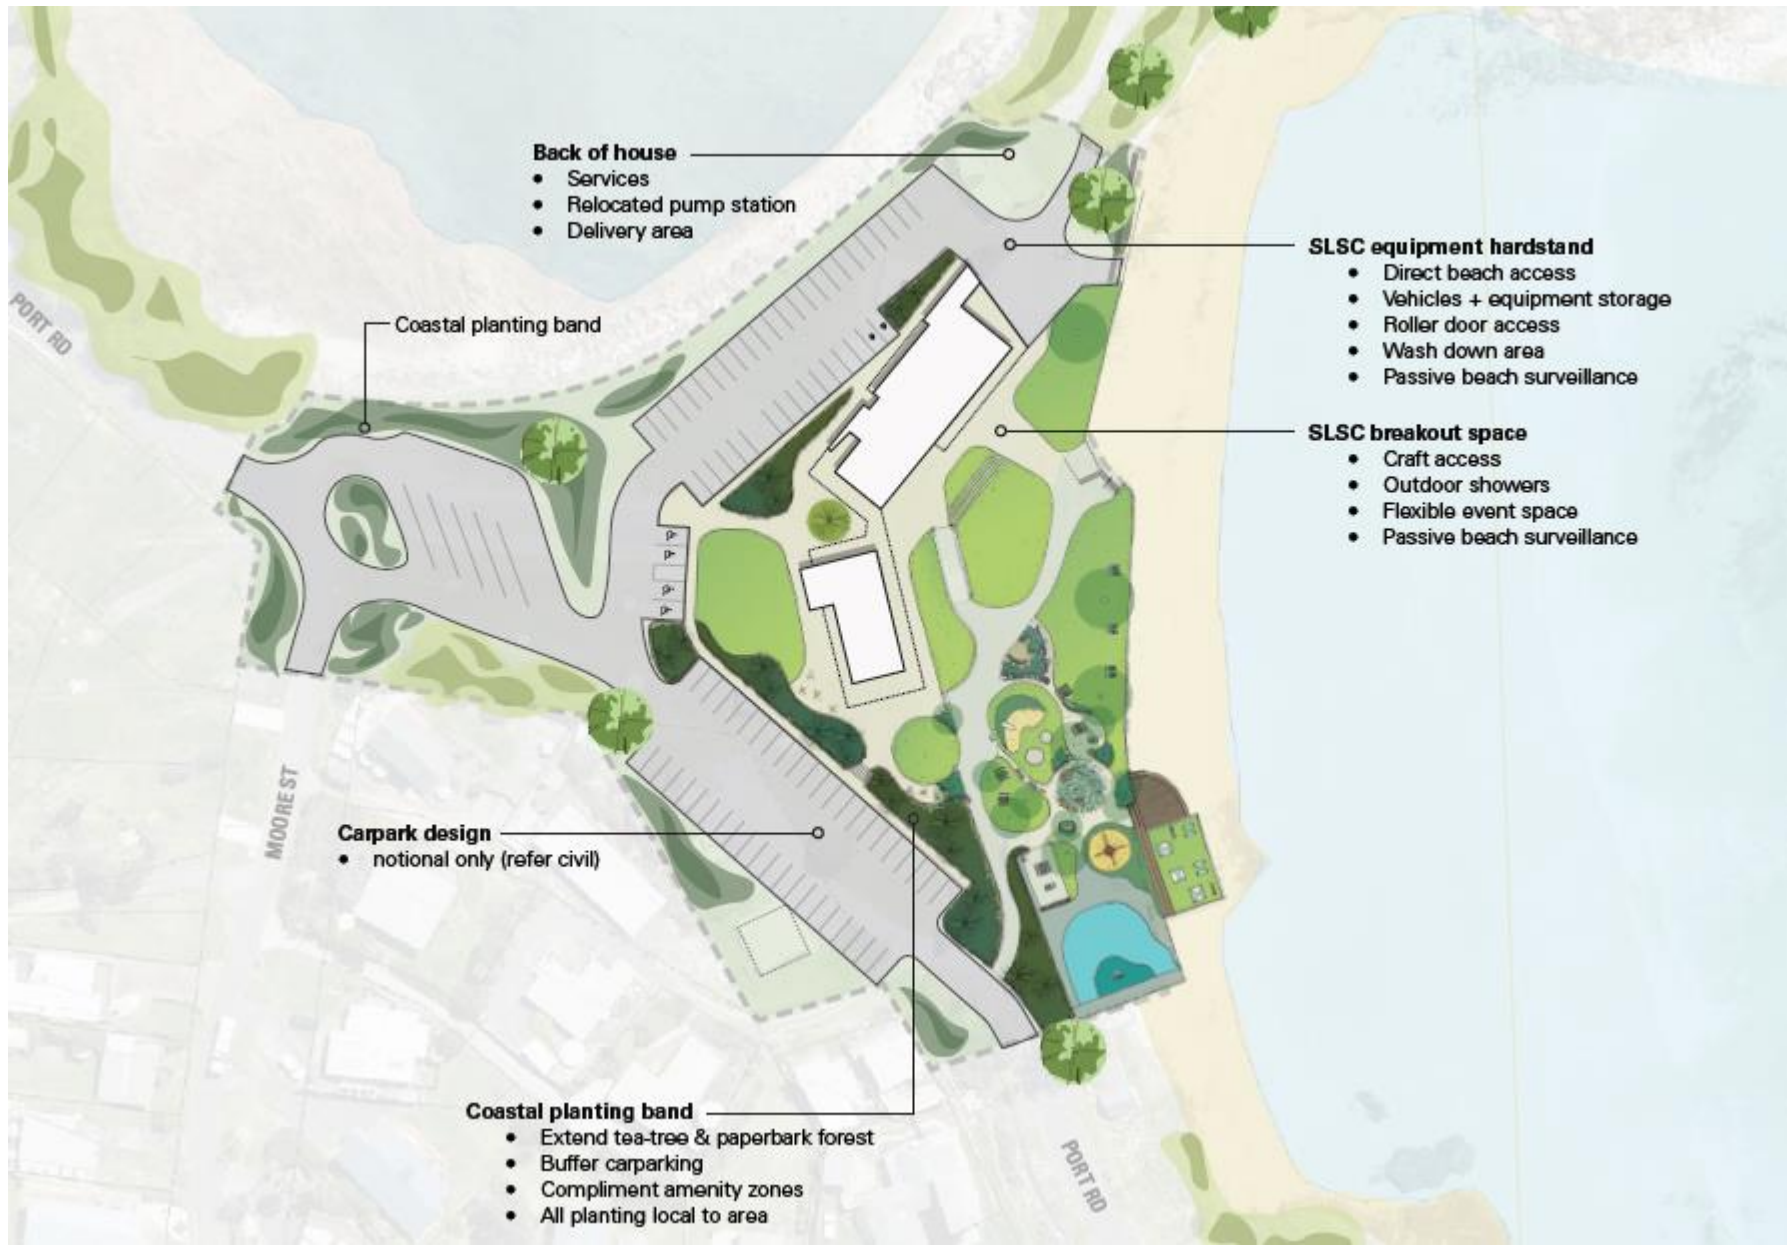 Back of house
• Services
• Relocated pump station
• Delivery area
SLSC equipment hardstand
• Direct beach access
• Vehicles + equipment storage
• Roller door access
• Wash down area
• Passive beach surveillance
PORT RD
Coastal planting band
SLSC breakout space
• Craft access
• Outdoor showers
• Flexible event space
• Passive beach surveillance
MOORE ST
Carpark design
• notional only (refer civil)
Coastal planting band
• Extend tea-tree & paperbark forest
• Buffer carparking
• Compliment amenity zones
• All planting local to area
PORT RD